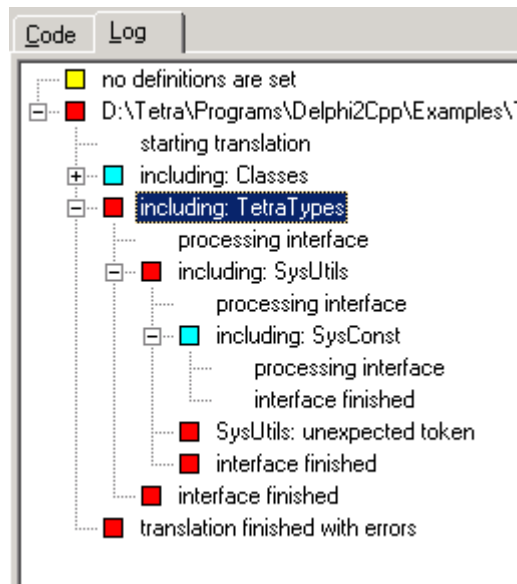 Code Log
no definitions are set
D:\Tetra\Programs\Delphi2Cpp\Examples\
starting translation
including: Classes
including: TetraTypes
processing interface
including: SysUtils
processing interface
including: SysConst
processing interface
interface finished
SysUtils: unexpected token
interface finished
interface finished
translation finished with errors